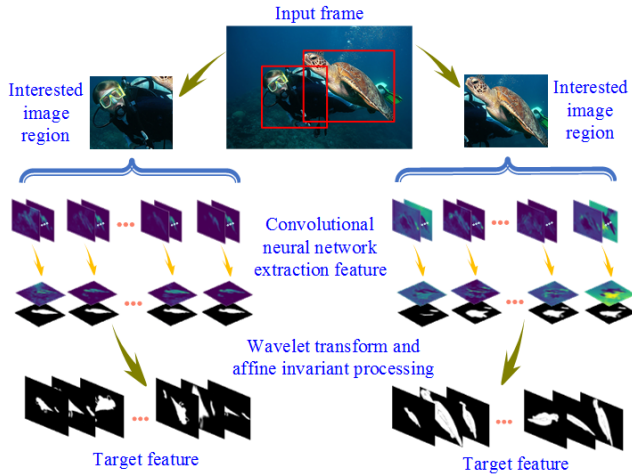 Input frame
Interested
image
region
Interested
image
region
Convolutional
neural network
extraction feature
Wavelet transform and
affine invariant processing
Target feature
Target feature